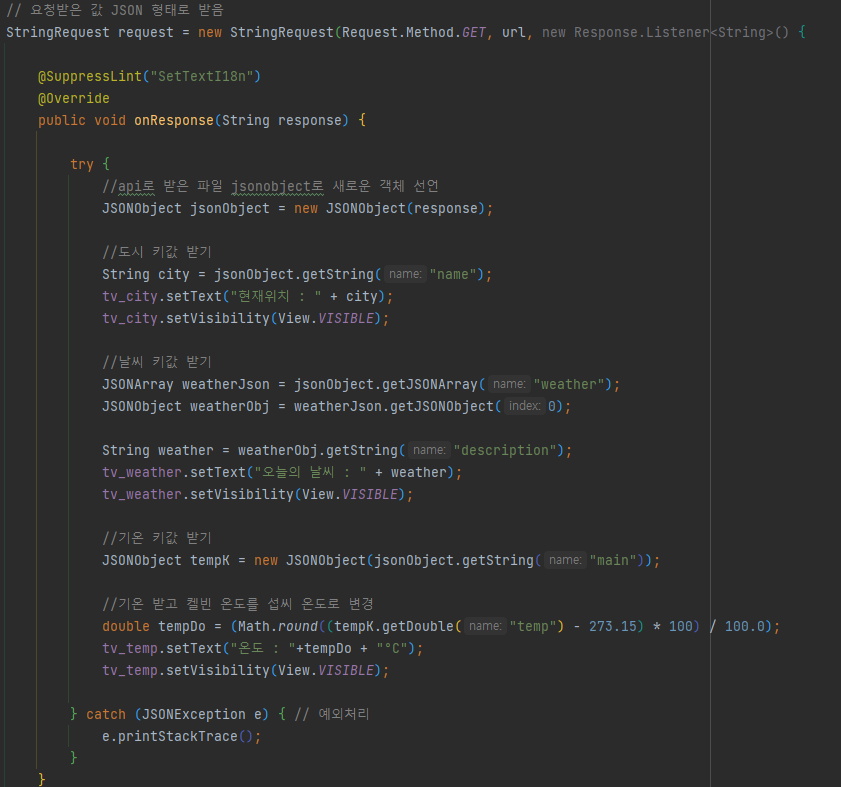 // 요청받은 값 JSON 형태로 받음
StringRequest request = new StringRequest(Request.Method.GET, url, new Response.Listener<String>() {
@SuppressLint("SetTextI18n")
@Override
public void onResponse(String response) {
try {
//api로 받은 파일 jsonobject로 새로운 객체 선언
JSONObject jsonObject = new JSONObject(response);
//도시 키값 받기
String city = jsonObject.getString( name: "name");
tv_city.setText("현재위치 : " + city);
tv_city.setVisibility(View.VISIBLE);
//날씨 키값 받기
JSONArray weatherJson = jsonObject.getJSONArray( name: "weather");
JSONObject weatherObj = weatherJson.getJSONObject( index: 0);
String weather = weatherObj.getString( name: "description");
tv_weather.setText("오늘의 날씨 : " + weather);
tv_weather.setVisibility(View.VISIBLE);
//기온 키값 받기
JSONObject tempK = new JSONObject(jsonObject.getString( name: "main"));
//기온 받고 켈빈 온도를 섭씨 온도로 변경
double tempDo = (Math.round((tempK.getDouble( name: "temp") - 273.15) * 100) / 100.0);
tv_temp.setText("온도 : "+tempDo + "°C");
tv_temp.setVisibility(View.VISIBLE);
} catch (JSONException e) { // 예외처리
e.printStackTrace();
}
}